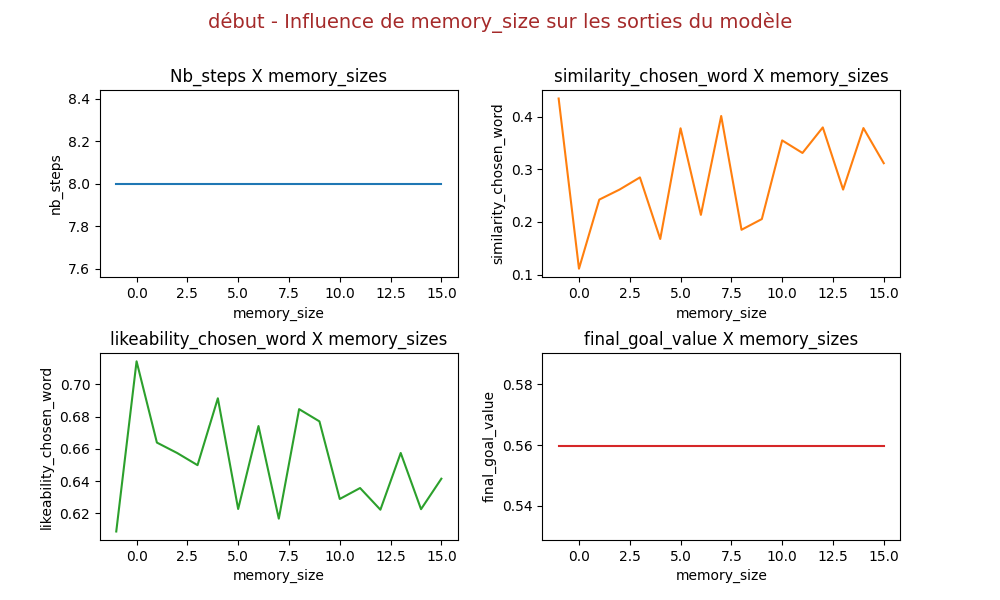 début - Influence de memory_size sur les sorties du modèle
Nb_steps X memory_sizes
8.4
8.2
8.0
7.8
7.6
nb_steps
0.0 2.5 5.0 7.5 10.0 12.5 15.0
memory_size
similarity_chosen_word X memory_sizes
0.4
0.3
0.2
0.1
similarity_chosen_word
0.0 2.5 5.0 7.5 10.0 12.5 15.0
memory_size
likeability_chosen_word X memory_sizes
0.70
0.68
0.66
0.64
0.62
likeability_chosen_word
0.0 2.5 5.0 7.5 10.0 12.5 15.0
memory_size
final_goal_value X memory_sizes
0.58
0.56
0.54
final_goal_value
0.0 2.5 5.0 7.5 10.0 12.5 15.0
memory_size